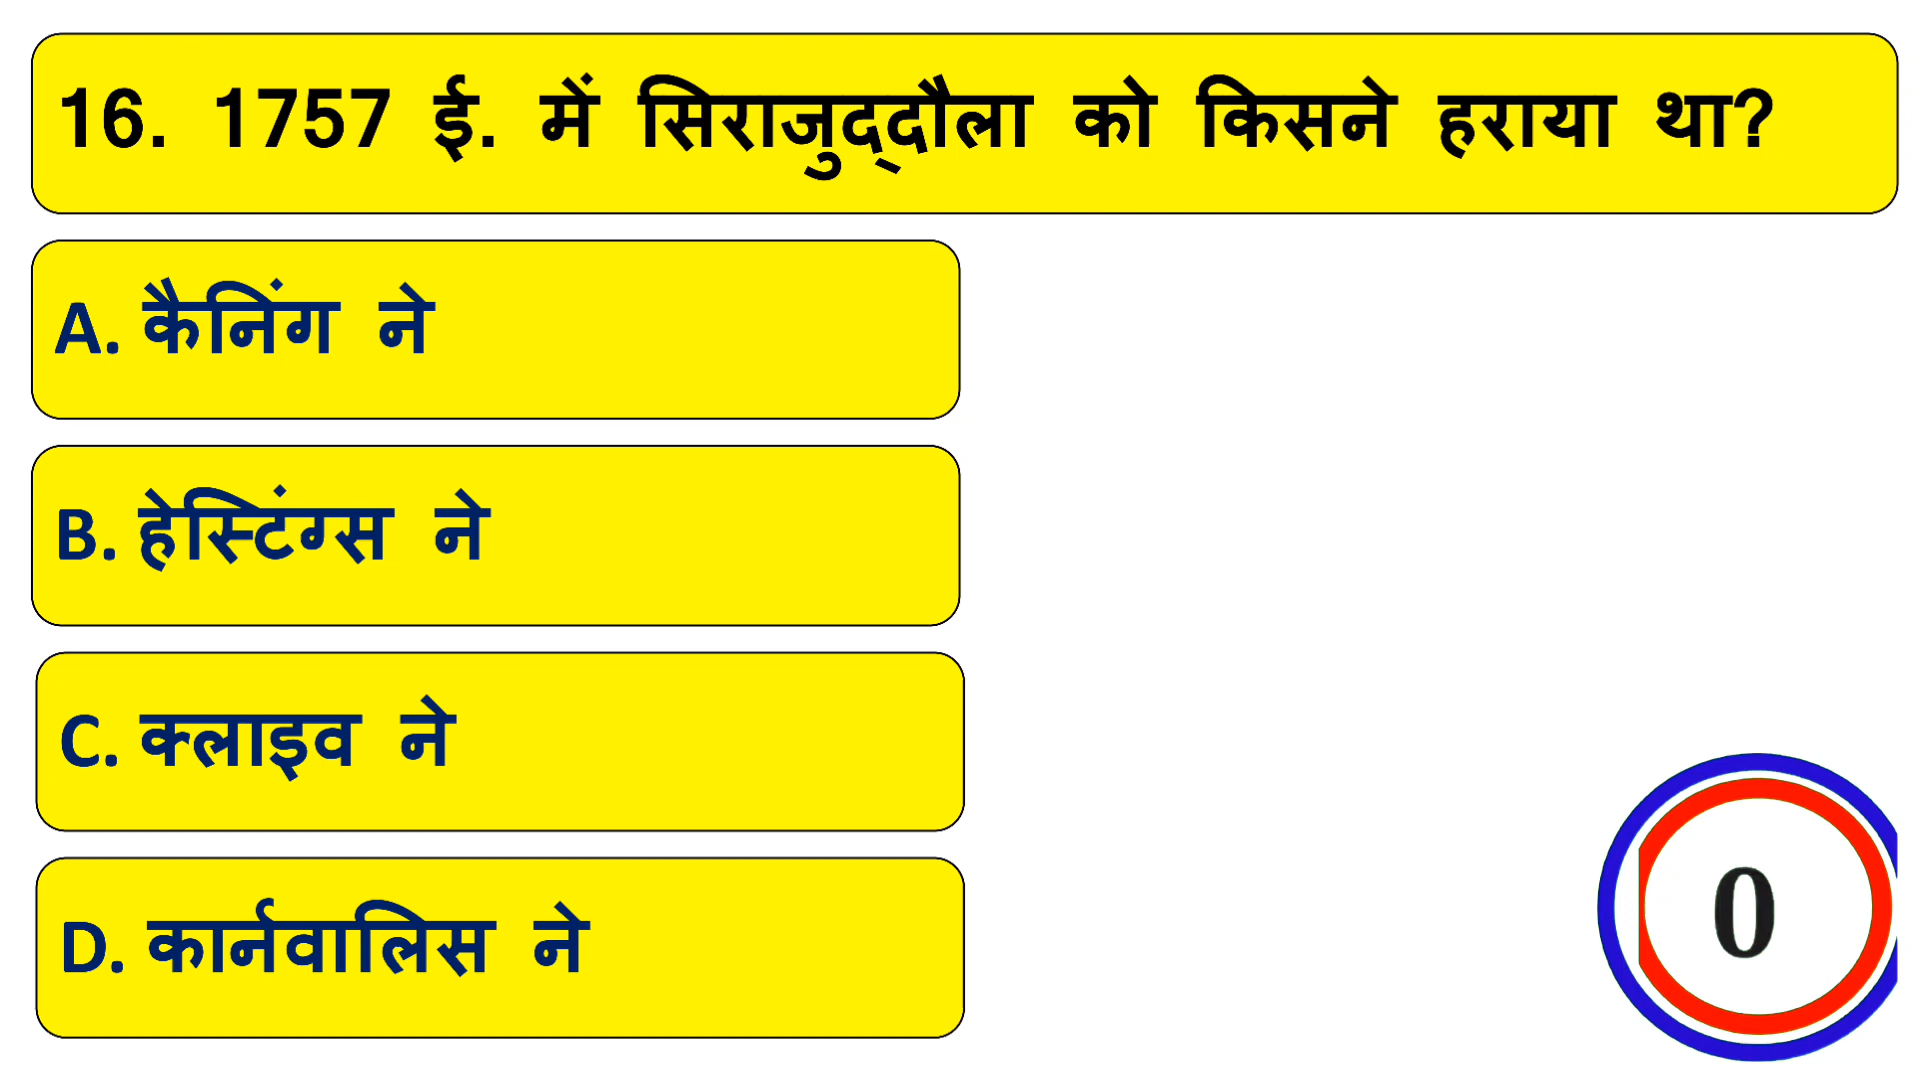 16. 1757 ई. में सिराजुद्दौला को किसने हराया था?
A. कैनिंग ने
B. हेस्टिंग्स ने
C. क्लाइव ने
D. कार्नवालिस ने
0